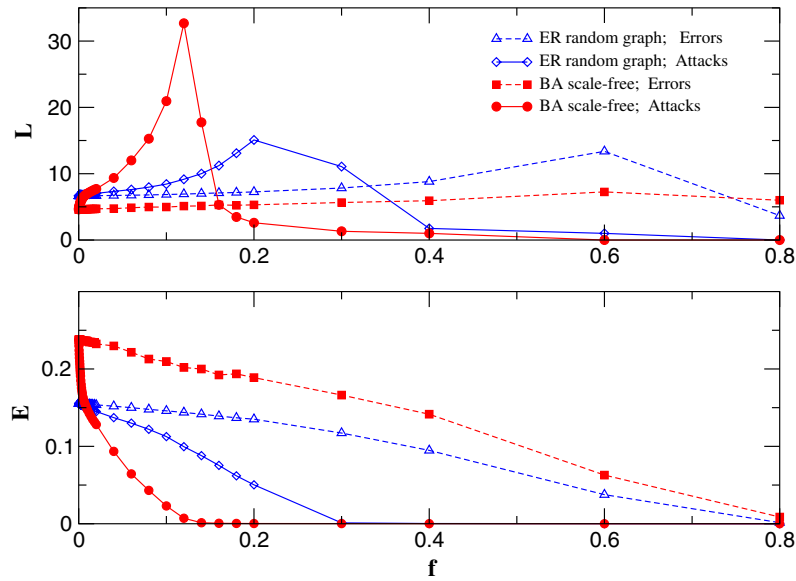 35
30
20
10
0
L
ER random graph; Errors
ER random graph; Attacks
BA scale-free; Errors
BA scale-free; Attacks
0 0.2 0.4 0.6 0.8
0.2
0.1
0
E
0 0.2 0.4 0.6 0.8
f